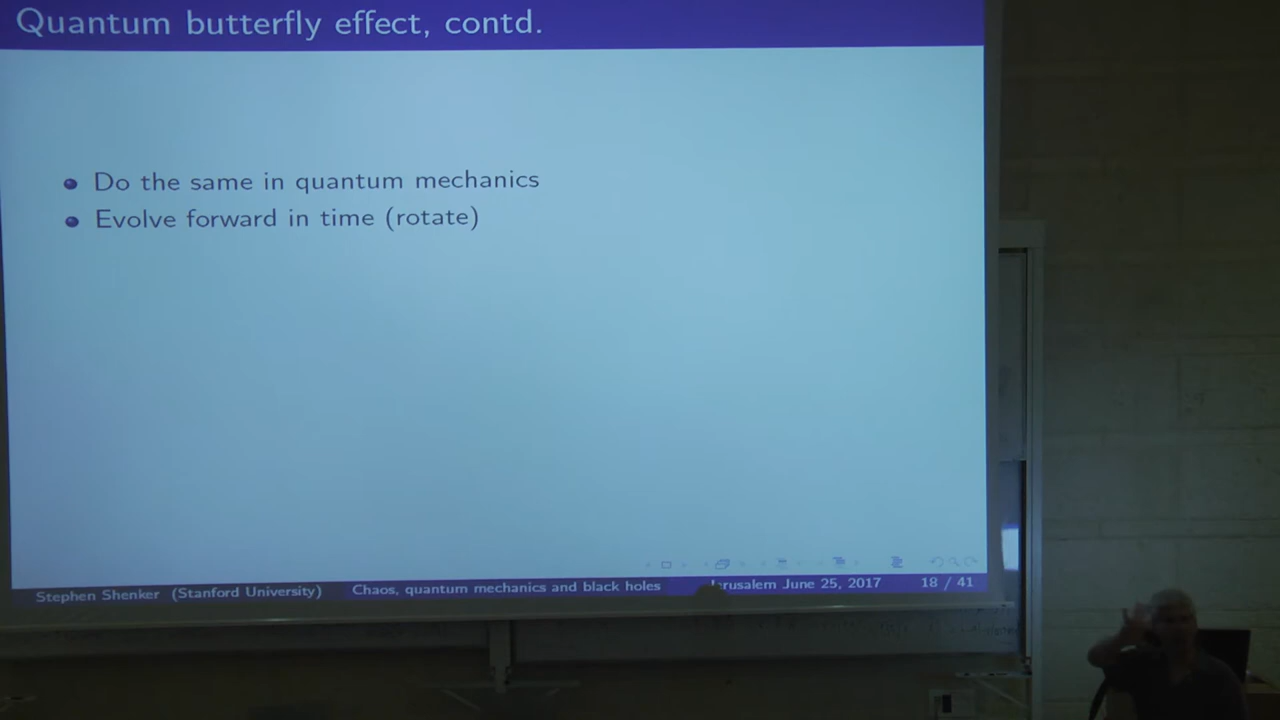 Quantum butterfly effect, contd.
Do the same in quantum mechanics
Evolve forward in time (rotate)
Stephen Shenker (Stanford University) Chaos, quantum mechanics and black holes Jerusalem June 25, 2017 18 / 41